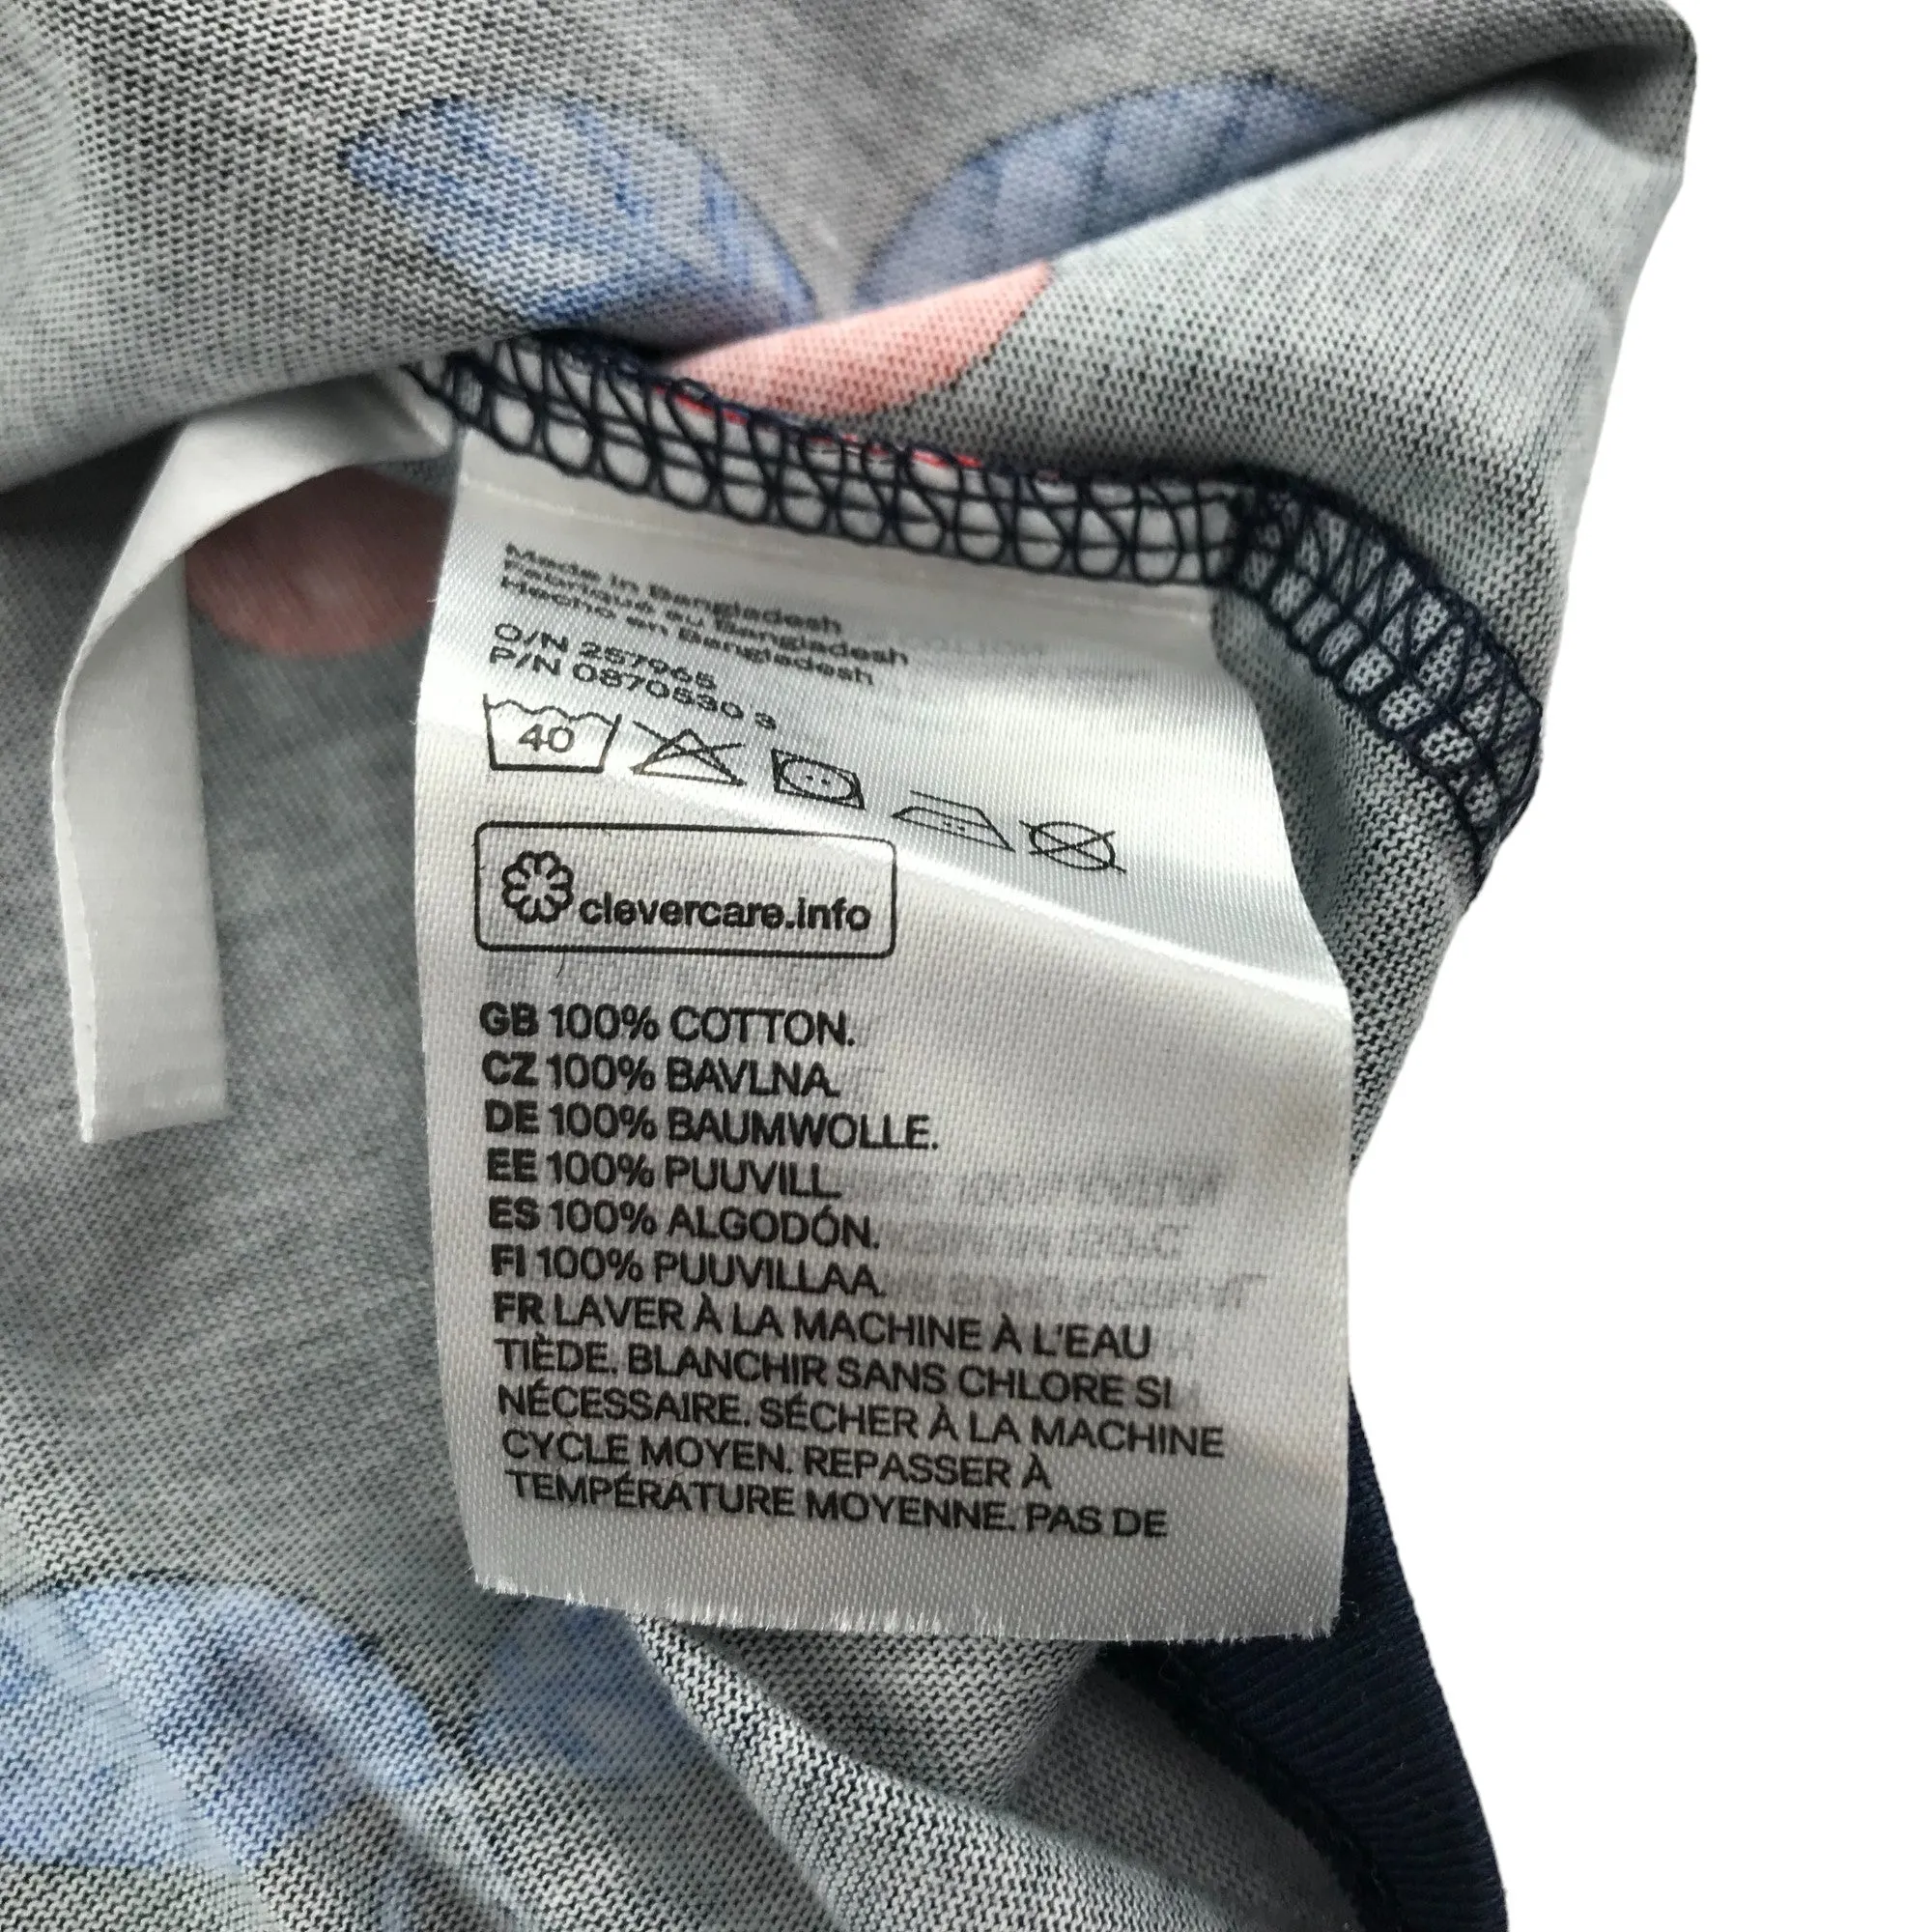 Made in Bangladesh
Fabriqué au Bangladesh
Hecho en Bangladesh
O/N 257965
P/N 0870530 3
40
clevercare.info
GB 100% COTTON.
CZ 100% BAVLNA.
DE 100% BAUMWOLLE.
EE 100% PUUVILL.
ES 100% ALGODÓN.
FI 100% PUUVILLAA.
FR LAVER À LA MACHINE À L'EAU
TIÈDE. BLANCHIR SANS CHLORE SI
NÉCESSAIRE. SÉCHER À LA MACHINE
CYCLE MOYEN. REPASSER À
TEMPÉRATURE MOYENNE. PAS DE